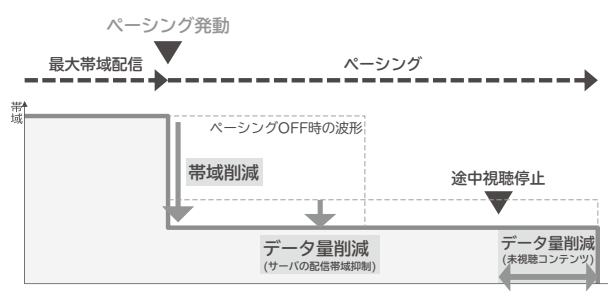 ペーシング発動
最大帯域配信
ペーシング
帯域
ペーシングOFF時の波形
帯域削減
途中視聴停止
データ量削減
(サーバの配信帯域抑制)
データ量削減
(未視聴コンテンツ)